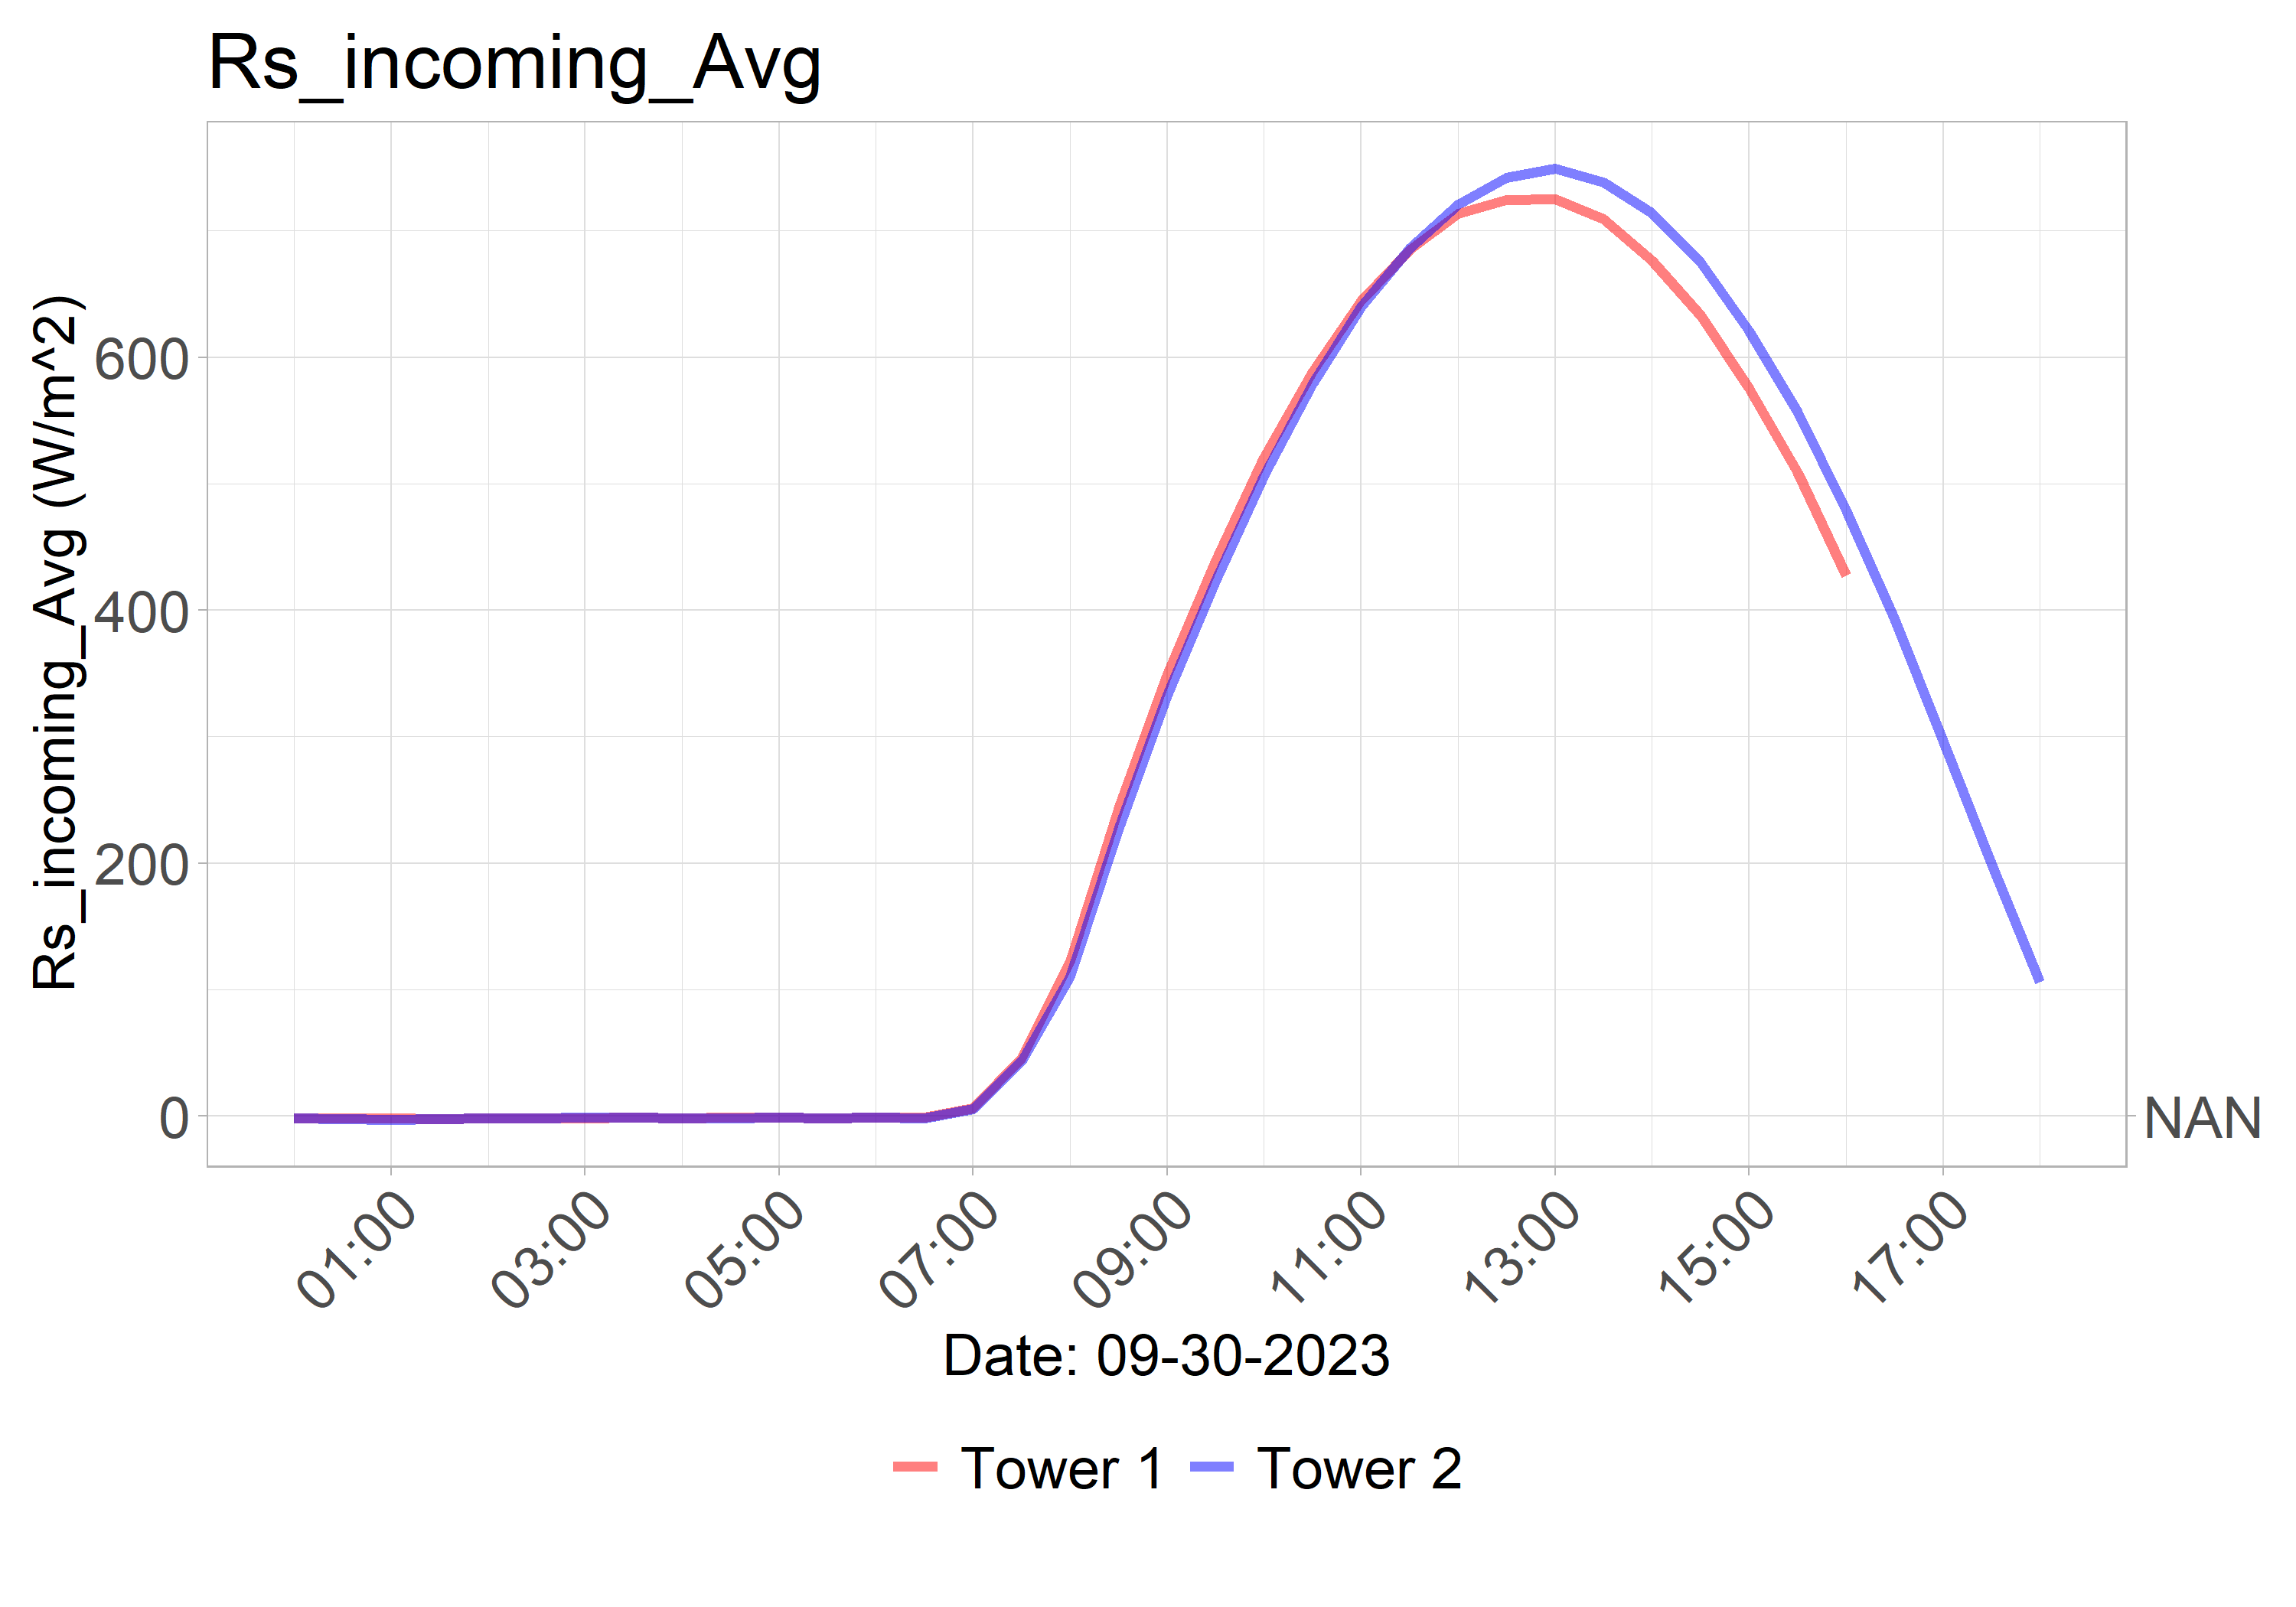 Rs_incoming_Avg
Rs_incoming_Avg (W/m^2)
600
400
200
0
NAN
01:00
03:00
05:00
07:00
09:00
11:00
13:00
15:00
17:00
Date: 09-30-2023
Tower 1
Tower 2